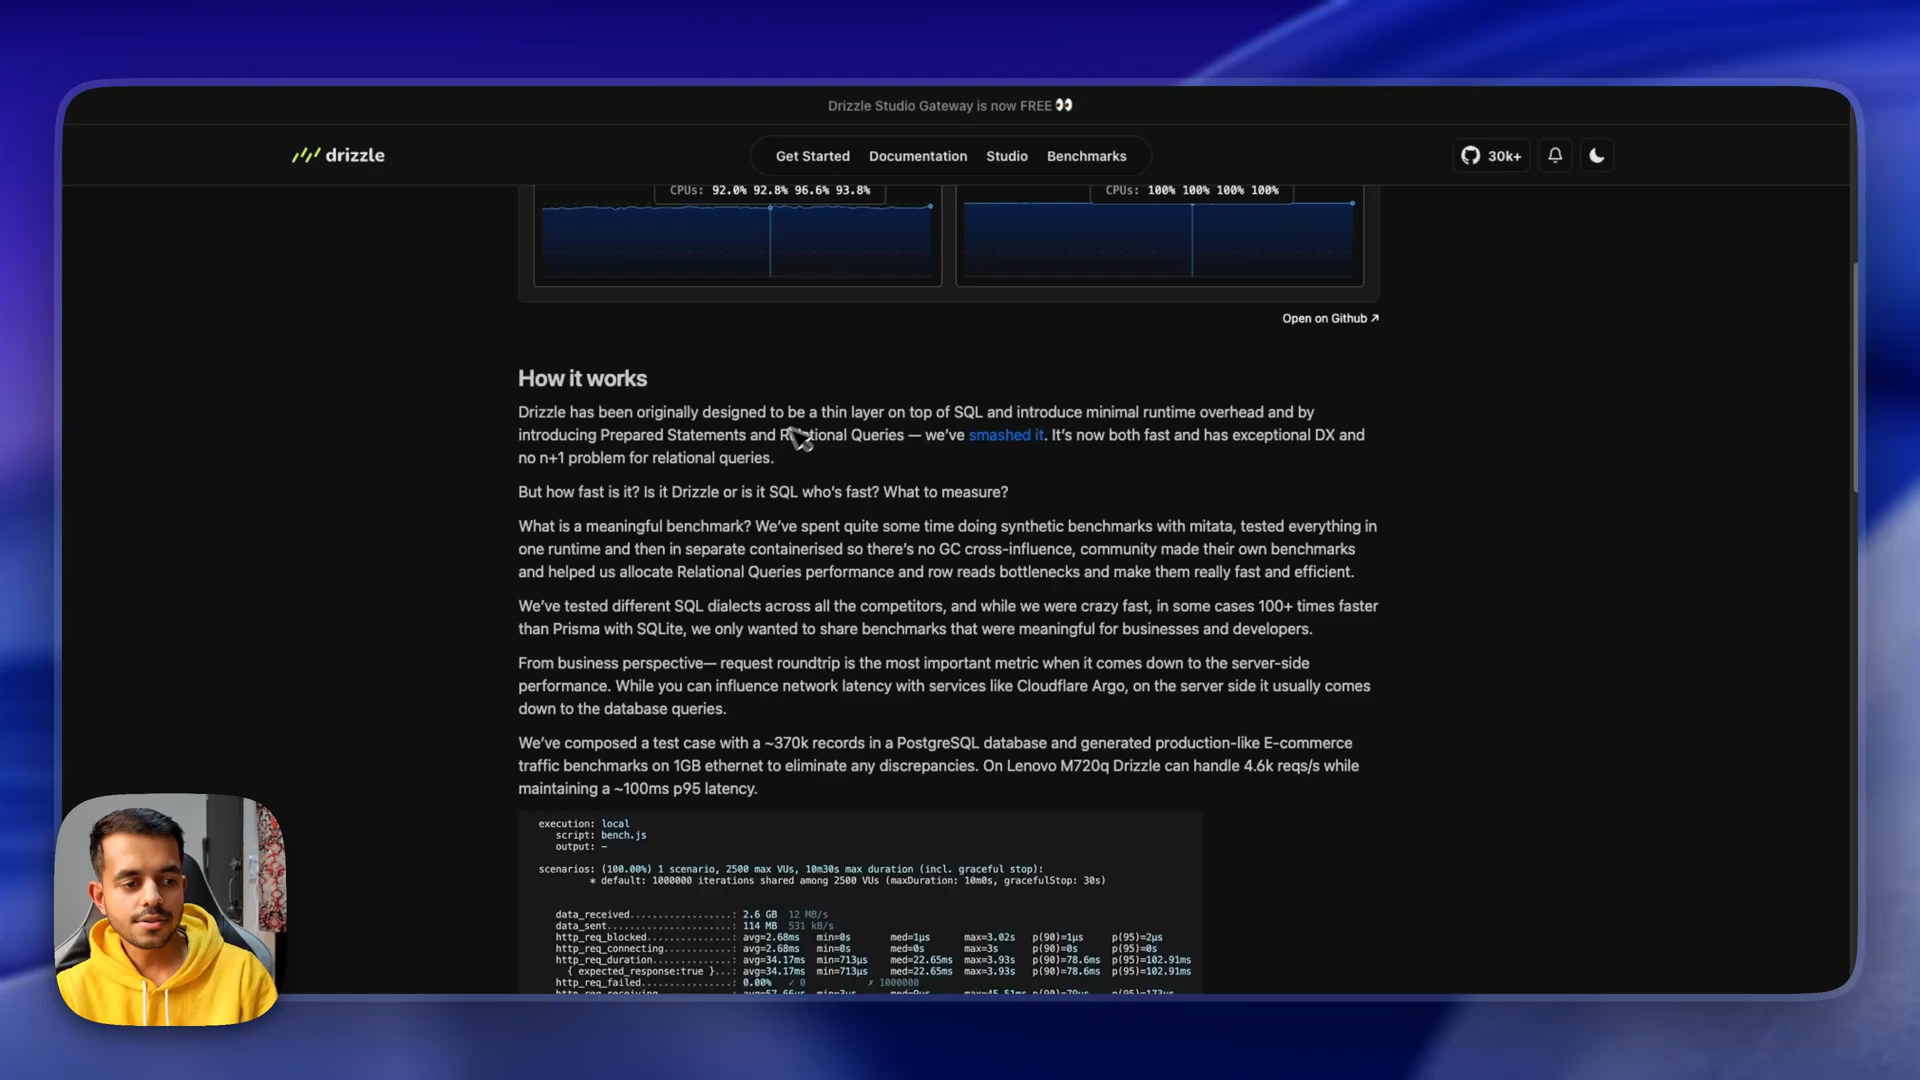 Drizzle Studio Gateway is now FREE 👀
drizzle
Get Started Documentation Studio Benchmarks
30k+
CPUs: 92.0% 92.8% 96.6% 93.8%
CPUs: 100% 100% 100% 100%
Open on Github ↗
How it works
Drizzle has been originally designed to be a thin layer on top of SQL and introduce minimal runtime overhead and by
introducing Prepared Statements and Relational Queries — we've smashed it. It's now both fast and has exceptional DX and
no n+1 problem for relational queries.
But how fast is it? Is it Drizzle or is it SQL who's fast? What to measure?
What is a meaningful benchmark? We've spent quite some time doing synthetic benchmarks with mitata, tested everything in
one runtime and then in separate containerised so there's no GC cross-influence, community made their own benchmarks
and helped us allocate Relational Queries performance and row reads bottlenecks and make them really fast and efficient.
We've tested different SQL dialects across all the competitors, and while we were crazy fast, in some cases 100+ times faster
than Prisma with SQLite, we only wanted to share benchmarks that were meaningful for businesses and developers.
From business perspective— request roundtrip is the most important metric when it comes down to the server-side
performance. While you can influence network latency with services like Cloudflare Argo, on the server side it usually comes
down to the database queries.
We've composed a test case with a ~370k records in a PostgreSQL database and generated production-like E-commerce
traffic benchmarks on 1GB ethernet to eliminate any discrepancies. On Lenovo M720q Drizzle can handle 4.6k reqs/s while
maintaining a ~100ms p95 latency.
execution: local
script: bench.js
output: -
scenarios: (100.00%) 1 scenario, 2500 max VUs, 10m30s max duration (incl. graceful stop):
* default: 1000000 iterations shared among 2500 VUs (maxDuration: 10m0s, gracefulStop: 30s)
data_received..................: 2.6 GB 12 MB/s
data_sent......................: 114 MB 531 kB/s
http_req_blocked...............: avg=2.68ms min=0s med=1µs max=3.02s p(90)=1µs p(95)=2µs
http_req_connecting............: avg=2.68ms min=0s med=0s max=3s p(90)=0s p(95)=0s
http_req_duration..............: avg=34.17ms min=713µs med=22.65ms max=3.93s p(90)=78.6ms p(95)=102.91ms
{ expected_response:true }...: avg=34.17ms min=713µs med=22.65ms max=3.93s p(90)=78.6ms p(95)=102.91ms
http_req_failed................: 0.00% ✓ 0 ✗ 1000000